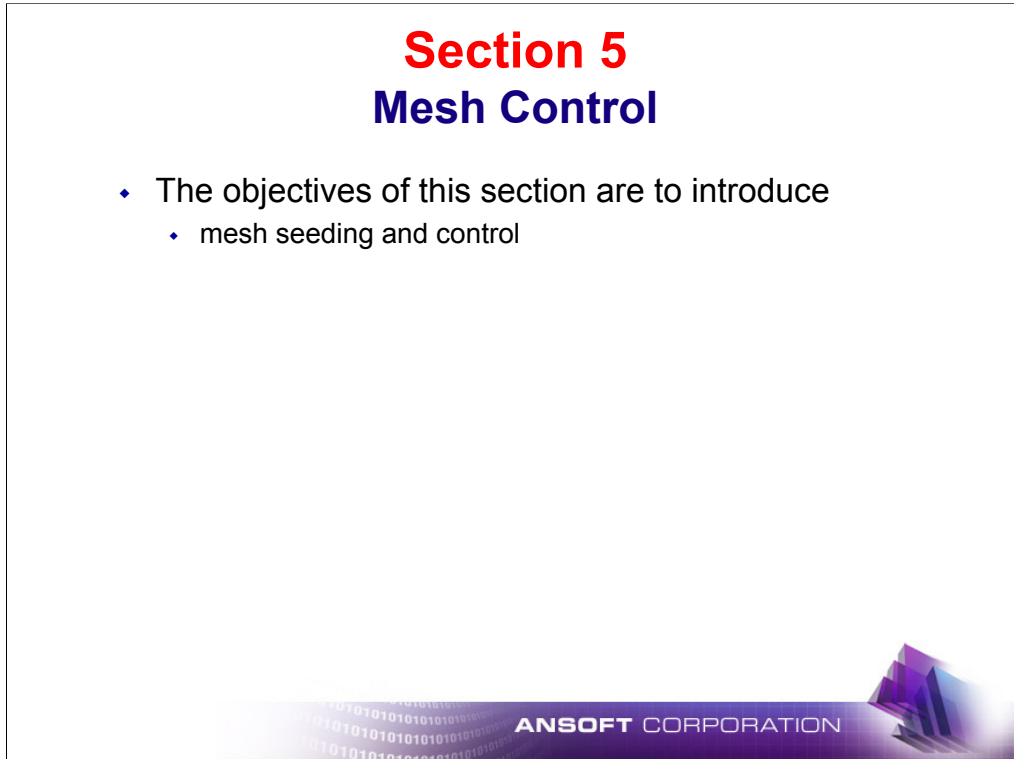 Section 5
Mesh Control
The objectives of this section are to introduce
mesh seeding and control
ANSOFT CORPORATION